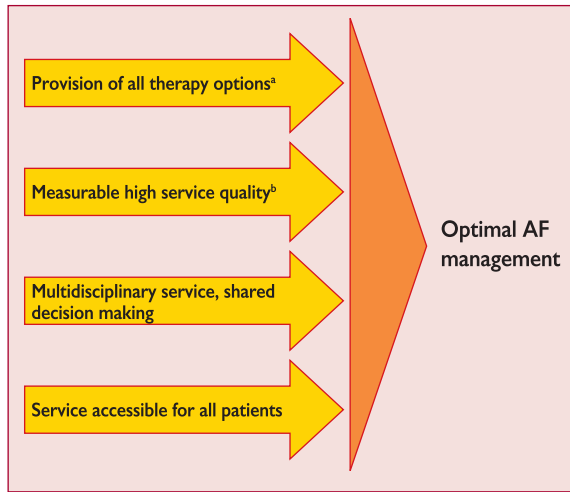 Provision of all therapy optionsᵃ
Measurable high service qualityᵇ
Optimal AF
management
Multidisciplinary service, shared
decision making
Service accessible for all patients